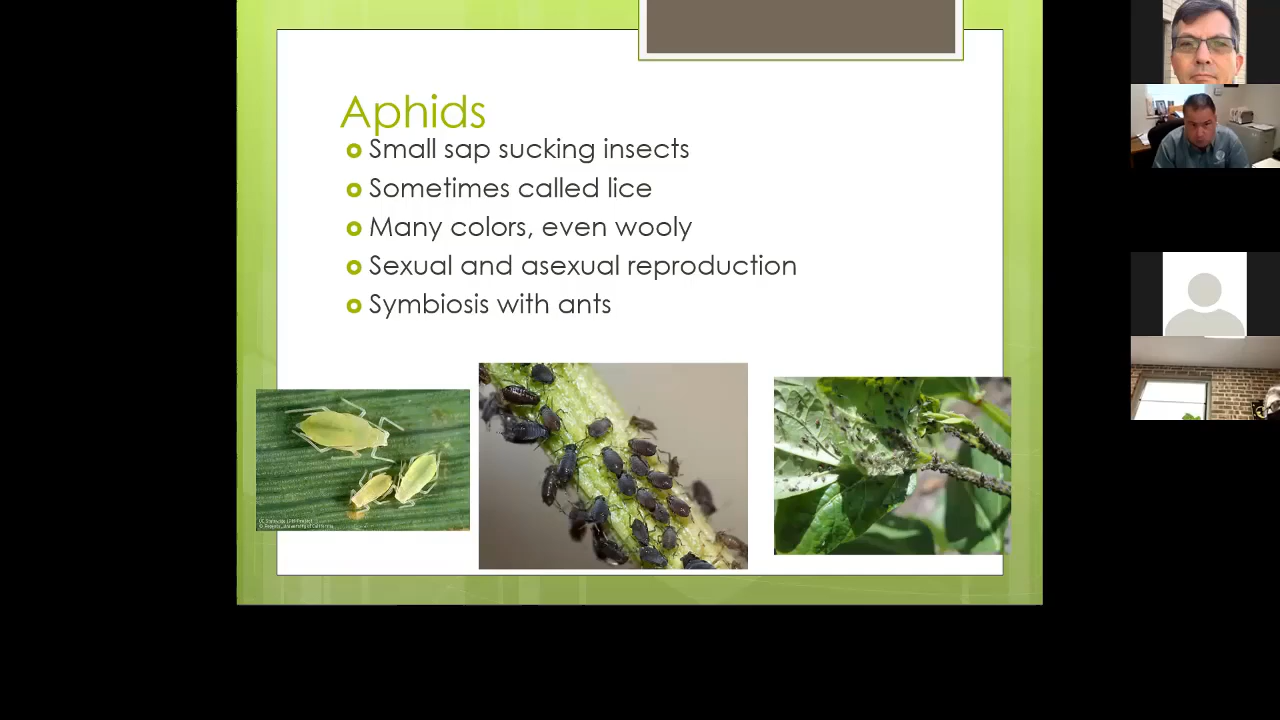 Aphids
Small sap sucking insects
Sometimes called lice
Many colors, even wooly
Sexual and asexual reproduction
Symbiosis with ants